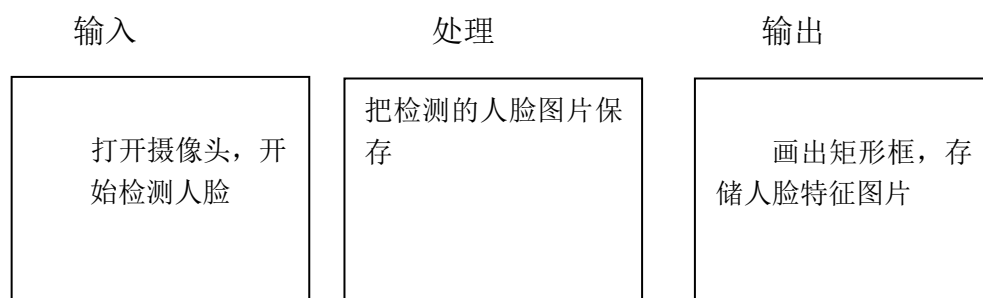 输入
处理
输出
打开摄像头，开
始检测人脸
把检测的人脸图片保
存
画出矩形框，存
储人脸特征图片